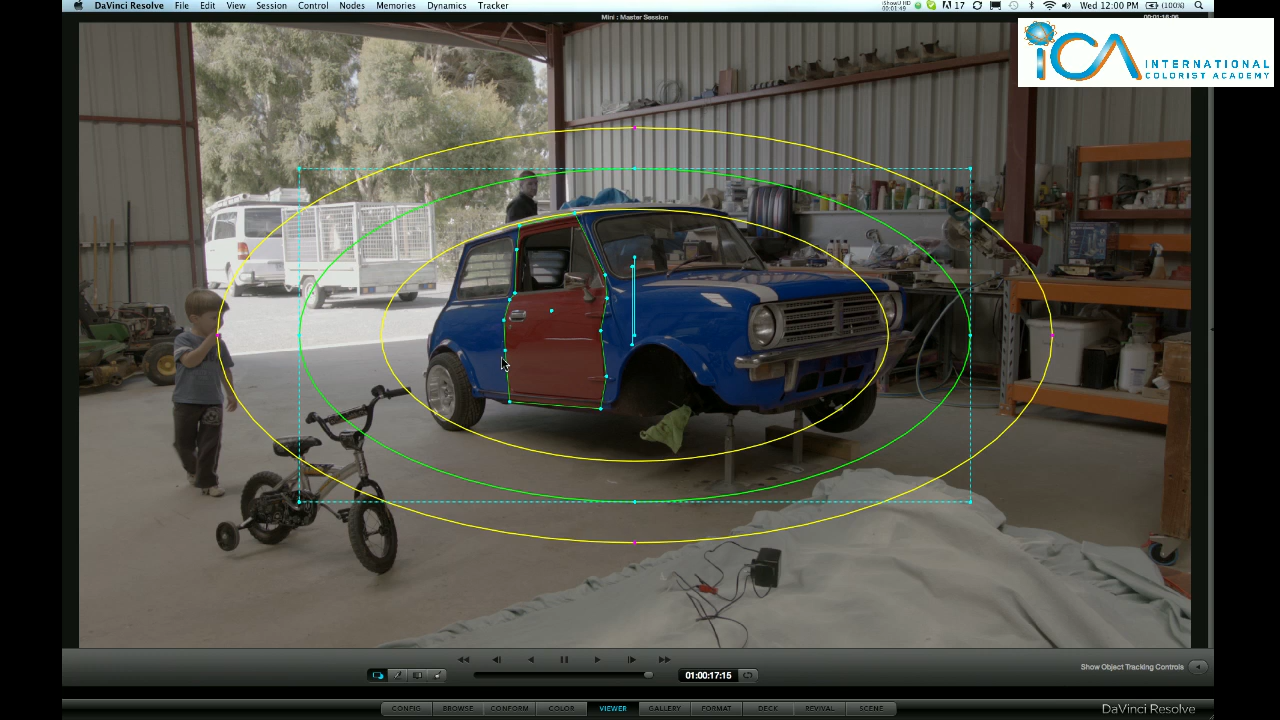 DaVinci Resolve File Edit View Session Control Nodes Memories Dynamics Tracker
17 Wed 12:00 PM (100%)
Mini : Master Session
iCA INTERNATIONAL
COLORIST ACADEMY
Show Object Tracking Controls
01:00:17:15
CONFIG BROWSE CONFORM COLOR VIEWER GALLERY FORMAT DECK REVIVAL SCENE
DaVinci Resolve